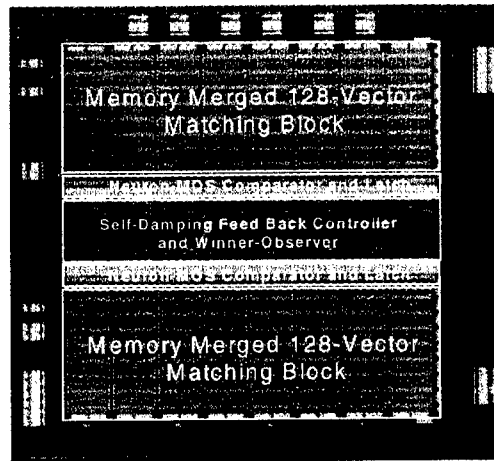 Memory Merged 128-Vector
Matching Block
Neuron-MOS Comparator and Latch
Self-Damping Feed Back Controller
and Winner-Observer
Neuron-MOS Comparator and Latch
Memory Merged 128-Vector
Matching Block